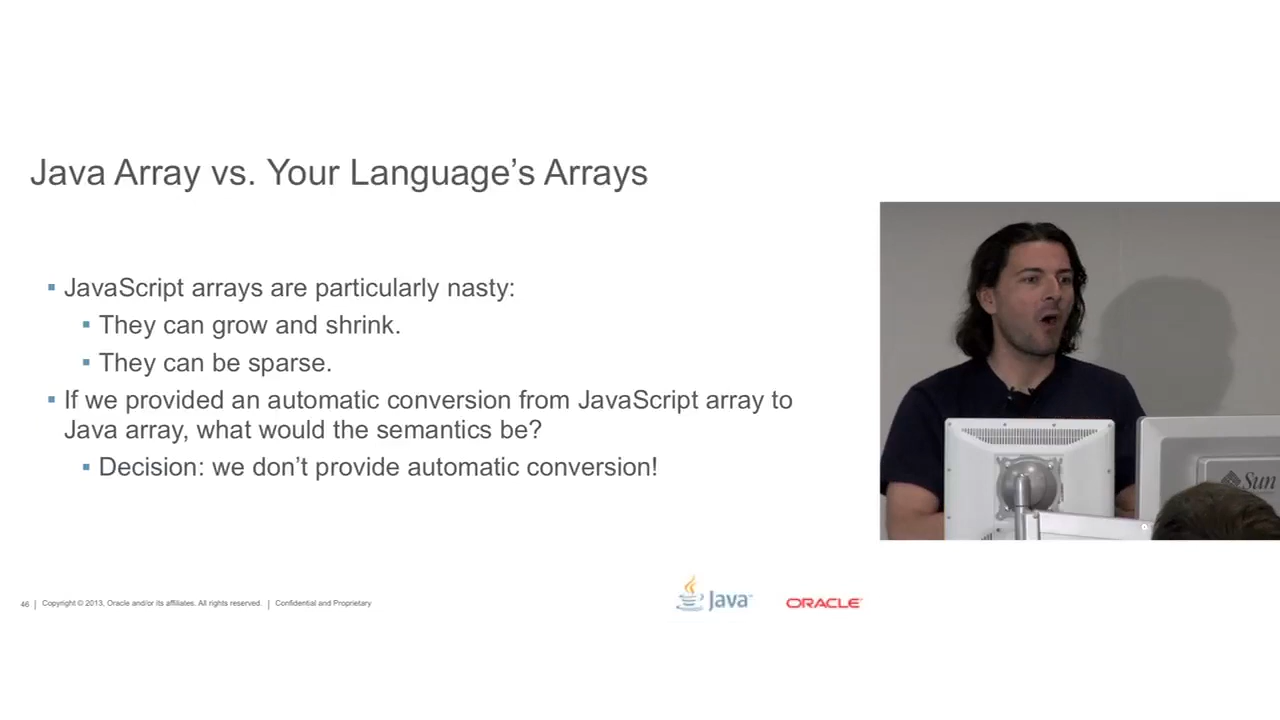 Java Array vs. Your Language’s Arrays
▪ JavaScript arrays are particularly nasty:
▪ They can grow and shrink.
▪ They can be sparse.
▪ If we provided an automatic conversion from JavaScript array to
Java array, what would the semantics be?
▪ Decision: we don’t provide automatic conversion!
Sun
46 | Copyright © 2013, Oracle and/or its affiliates. All rights reserved. | Confidential and Proprietary
Java™
ORACLE®